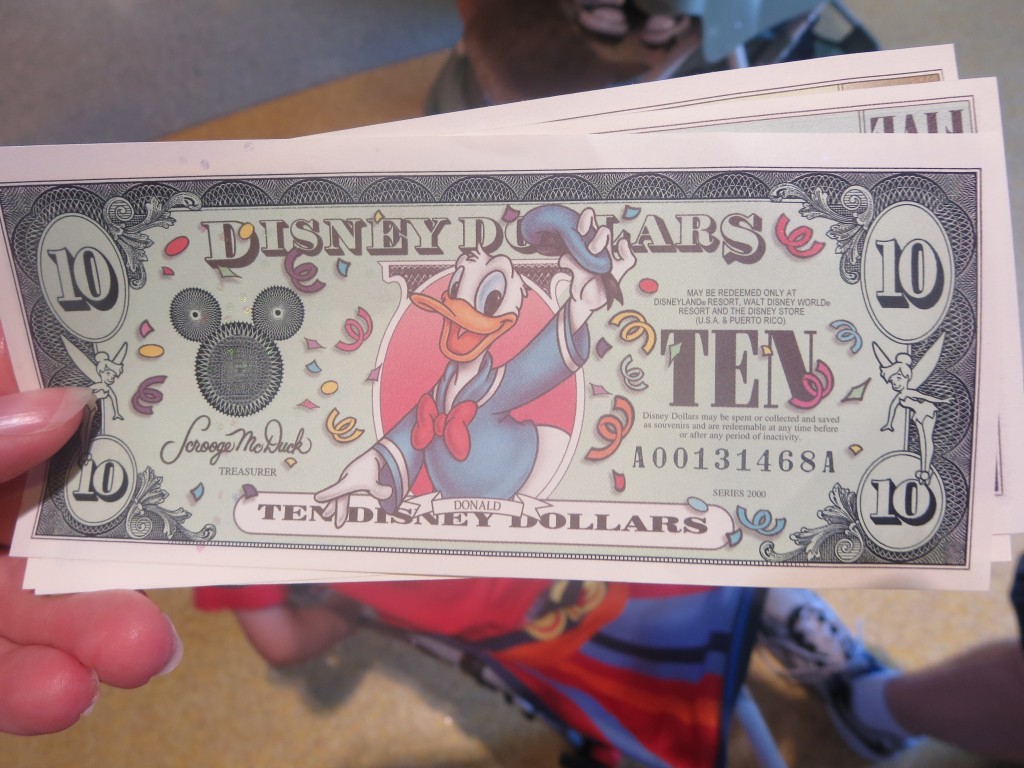 DISNEY DOLLARS
10
10
MAY BE REDEEMED ONLY AT
DISNEYLAND® RESORT, WALT DISNEY WORLD®
RESORT AND THE DISNEY STORE
(U.S.A. & PUERTO RICO)
TEN
Disney Dollars may be spent or collected and saved
as souvenirs and are redeemable at any time before
or after any period of inactivity.
A00131468A
SERIES 2000
Scrooge McDuck
TREASURER
10
10
DONALD
TEN DISNEY DOLLARS